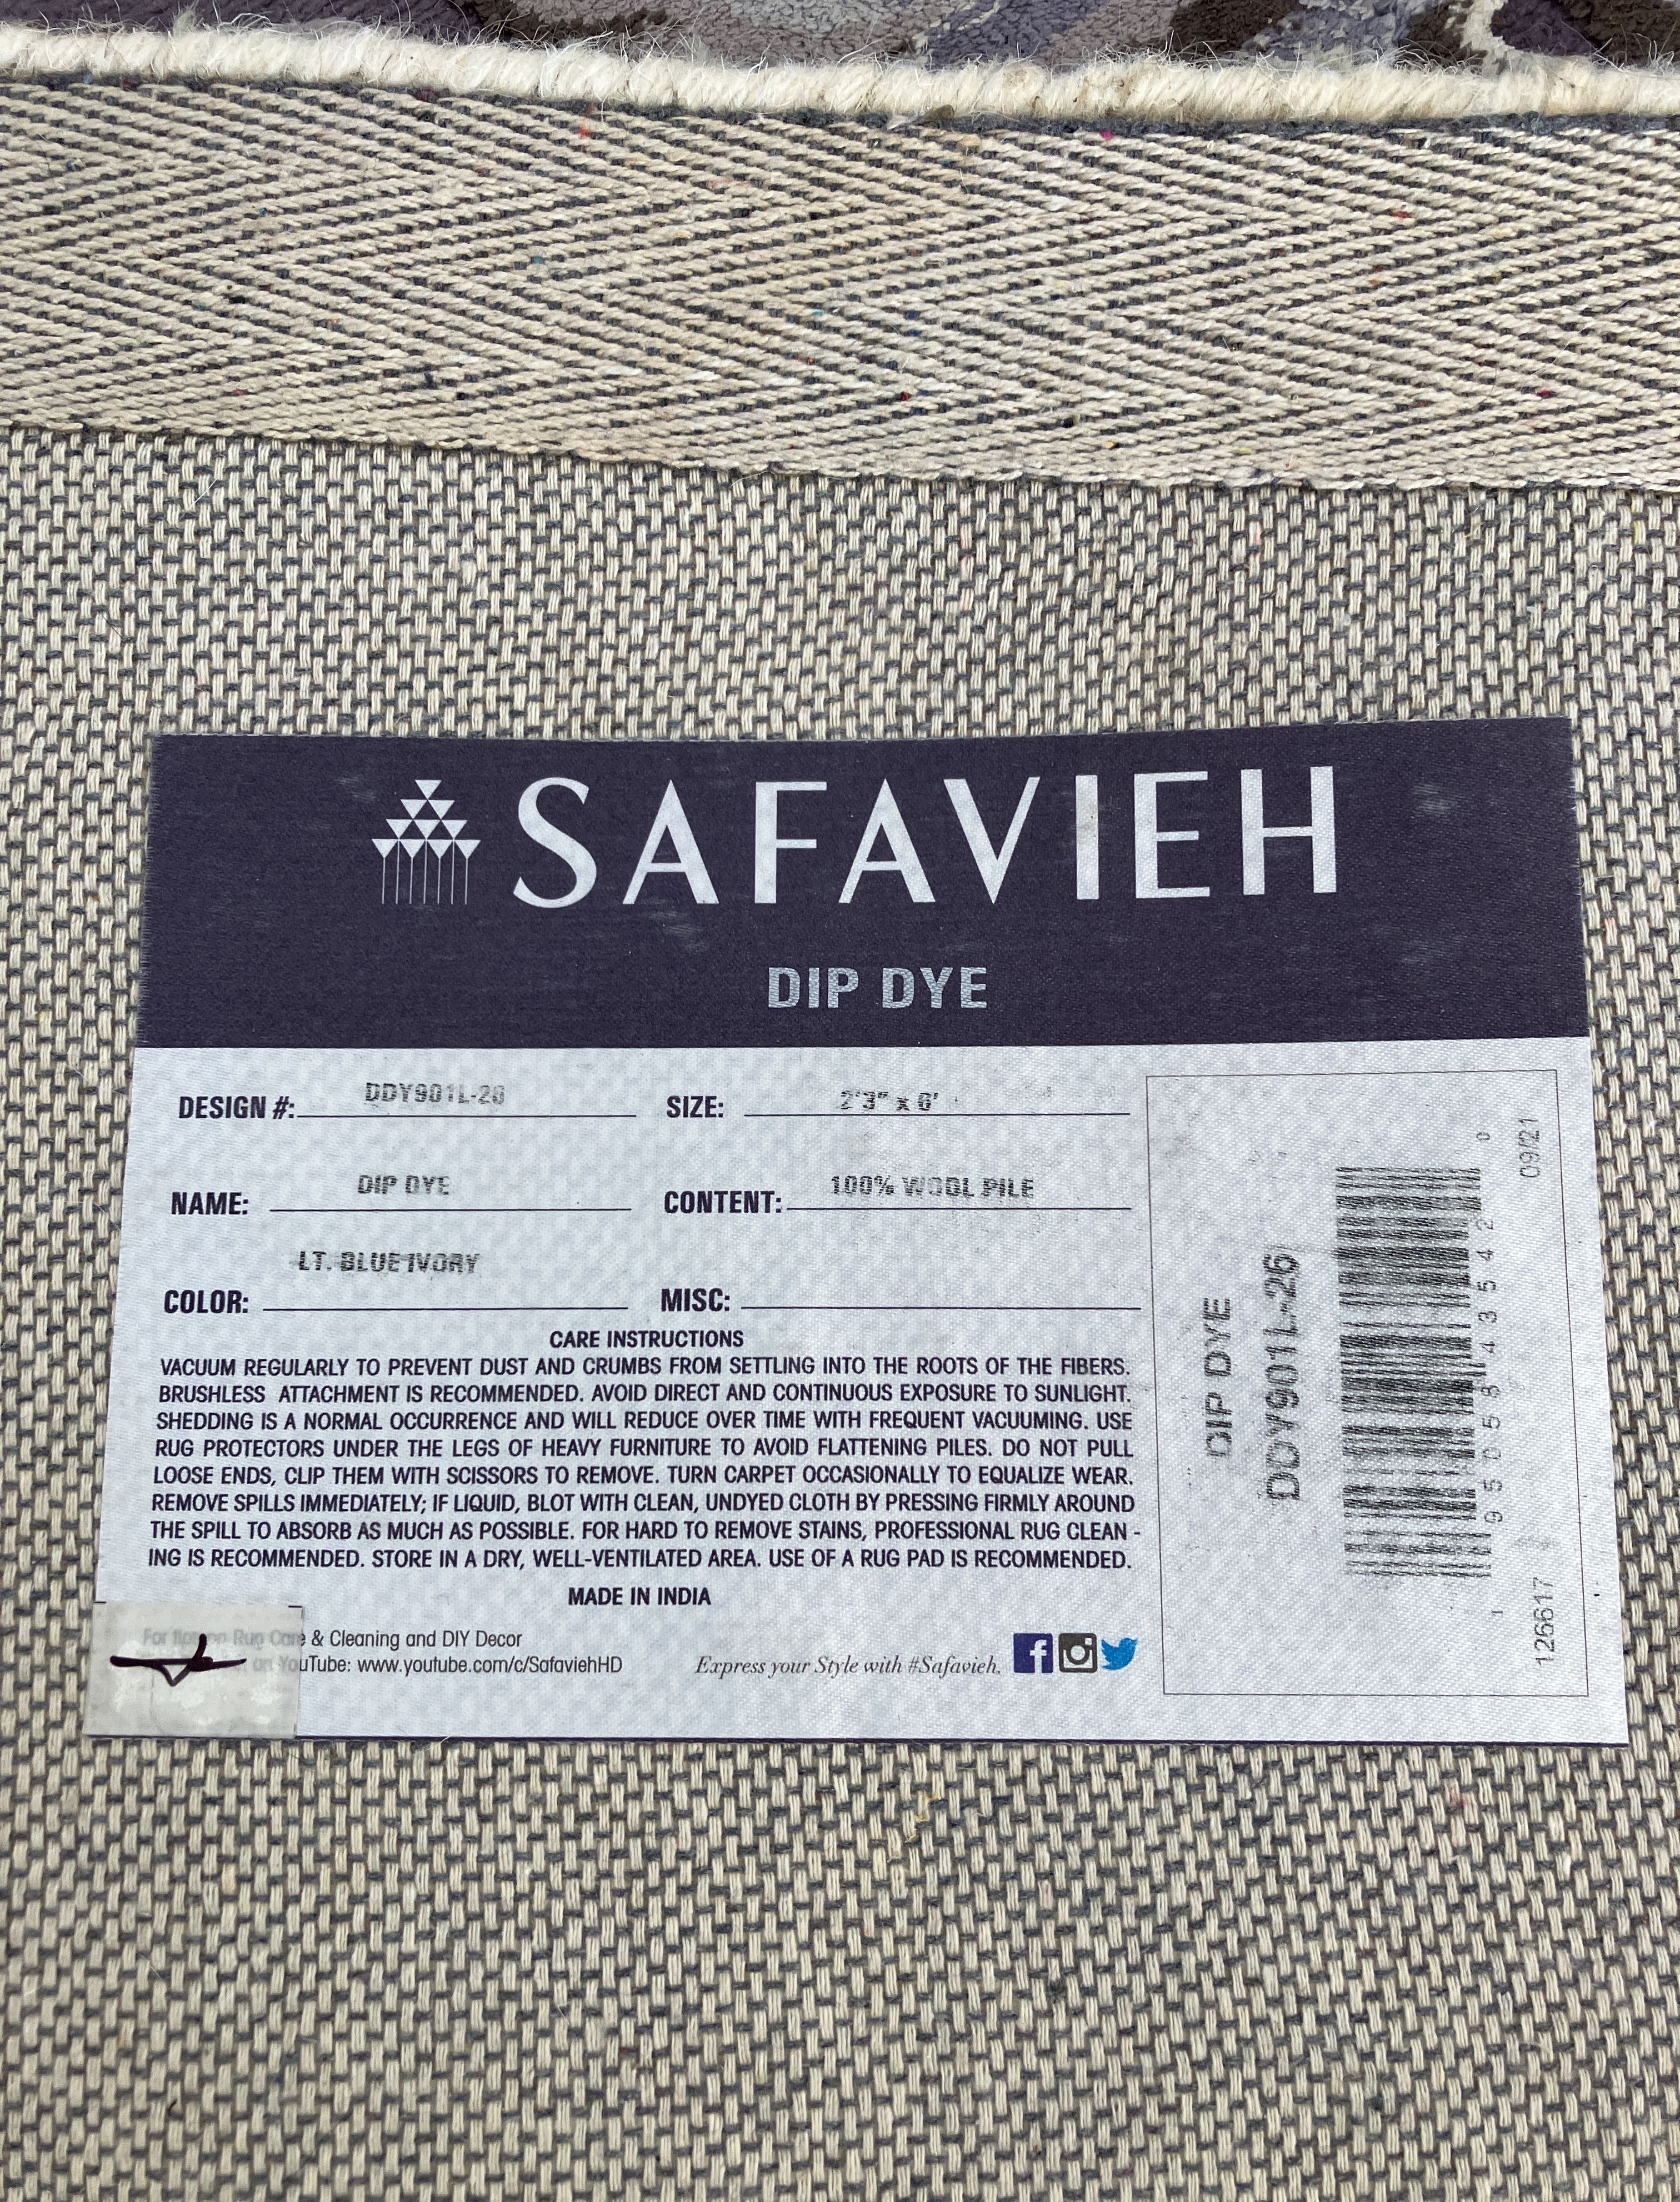 SAFAVIEH
DIP DYE
DESIGN #: DDY901L-26
SIZE: 2'3" x 6'
NAME: DIP DYE
CONTENT: 100% WOOL PILE
COLOR: LT. BLUE IVORY
MISC:
CARE INSTRUCTIONS
VACUUM REGULARLY TO PREVENT DUST AND CRUMBS FROM SETTLING INTO THE ROOTS OF THE FIBERS.
BRUSHLESS ATTACHMENT IS RECOMMENDED. AVOID DIRECT AND CONTINUOUS EXPOSURE TO SUNLIGHT.
SHEDDING IS A NORMAL OCCURRENCE AND WILL REDUCE OVER TIME WITH FREQUENT VACUUMING. USE
RUG PROTECTORS UNDER THE LEGS OF HEAVY FURNITURE TO AVOID FLATTENING PILES. DO NOT PULL
LOOSE ENDS, CLIP THEM WITH SCISSORS TO REMOVE. TURN CARPET OCCASIONALLY TO EQUALIZE WEAR.
REMOVE SPILLS IMMEDIATELY; IF LIQUID, BLOT WITH CLEAN, UNDYED CLOTH BY PRESSING FIRMLY AROUND
THE SPILL TO ABSORB AS MUCH AS POSSIBLE. FOR HARD TO REMOVE STAINS, PROFESSIONAL RUG CLEAN -
ING IS RECOMMENDED. STORE IN A DRY, WELL-VENTILATED AREA. USE OF A RUG PAD IS RECOMMENDED.
MADE IN INDIA
For tips on Rug Care & Cleaning and DIY Decor
on YouTube: www.youtube.com/c/SafaviehHD
Express your Style with #Safavieh.
DIP DYE
DDY901L-26
1 95058 43542 0
126617 09/21